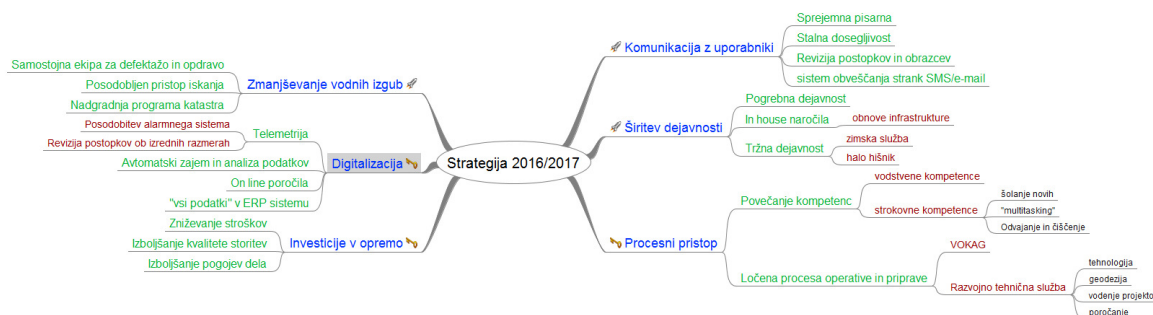 Strategija 2016/2017
Zmanjševanje vodnih izgub
Samostojna ekipa za defektažo in opdravo
Posodobljen pristop iskanja
Nadgradnja programa katastra
Digitalizacija
Telemetrija
Posodobitev alarmnega sistema
Revizija postopkov ob izrednih razmerah
Avtomatski zajem in analiza podatkov
On line poročila
"vsi podatki" v ERP sistemu
Investicije v opremo
Zniževanje stroškov
Izboljšanje kvalitete storitev
Izboljšanje pogojev dela
Komunikacija z uporabniki
Sprejemna pisarna
Stalna dosegljivost
Revizija postopkov in obrazcev
sistem obveščanja strank SMS/e-mail
Širitev dejavnosti
Pogrebna dejavnost
In house naročila
obnove infrastrukture
Tržna dejavnost
zimska služba
halo hišnik
Procesni pristop
Povečanje kompetenc
vodstvene kompetence
strokovne kompetence
šolanje novih
"multitasking"
Odvajanje in čiščenje
Ločena procesa operative in priprave
VOKAG
Razvojno tehnična služba
tehnologija
geodezija
vodenje projekto
poročanje